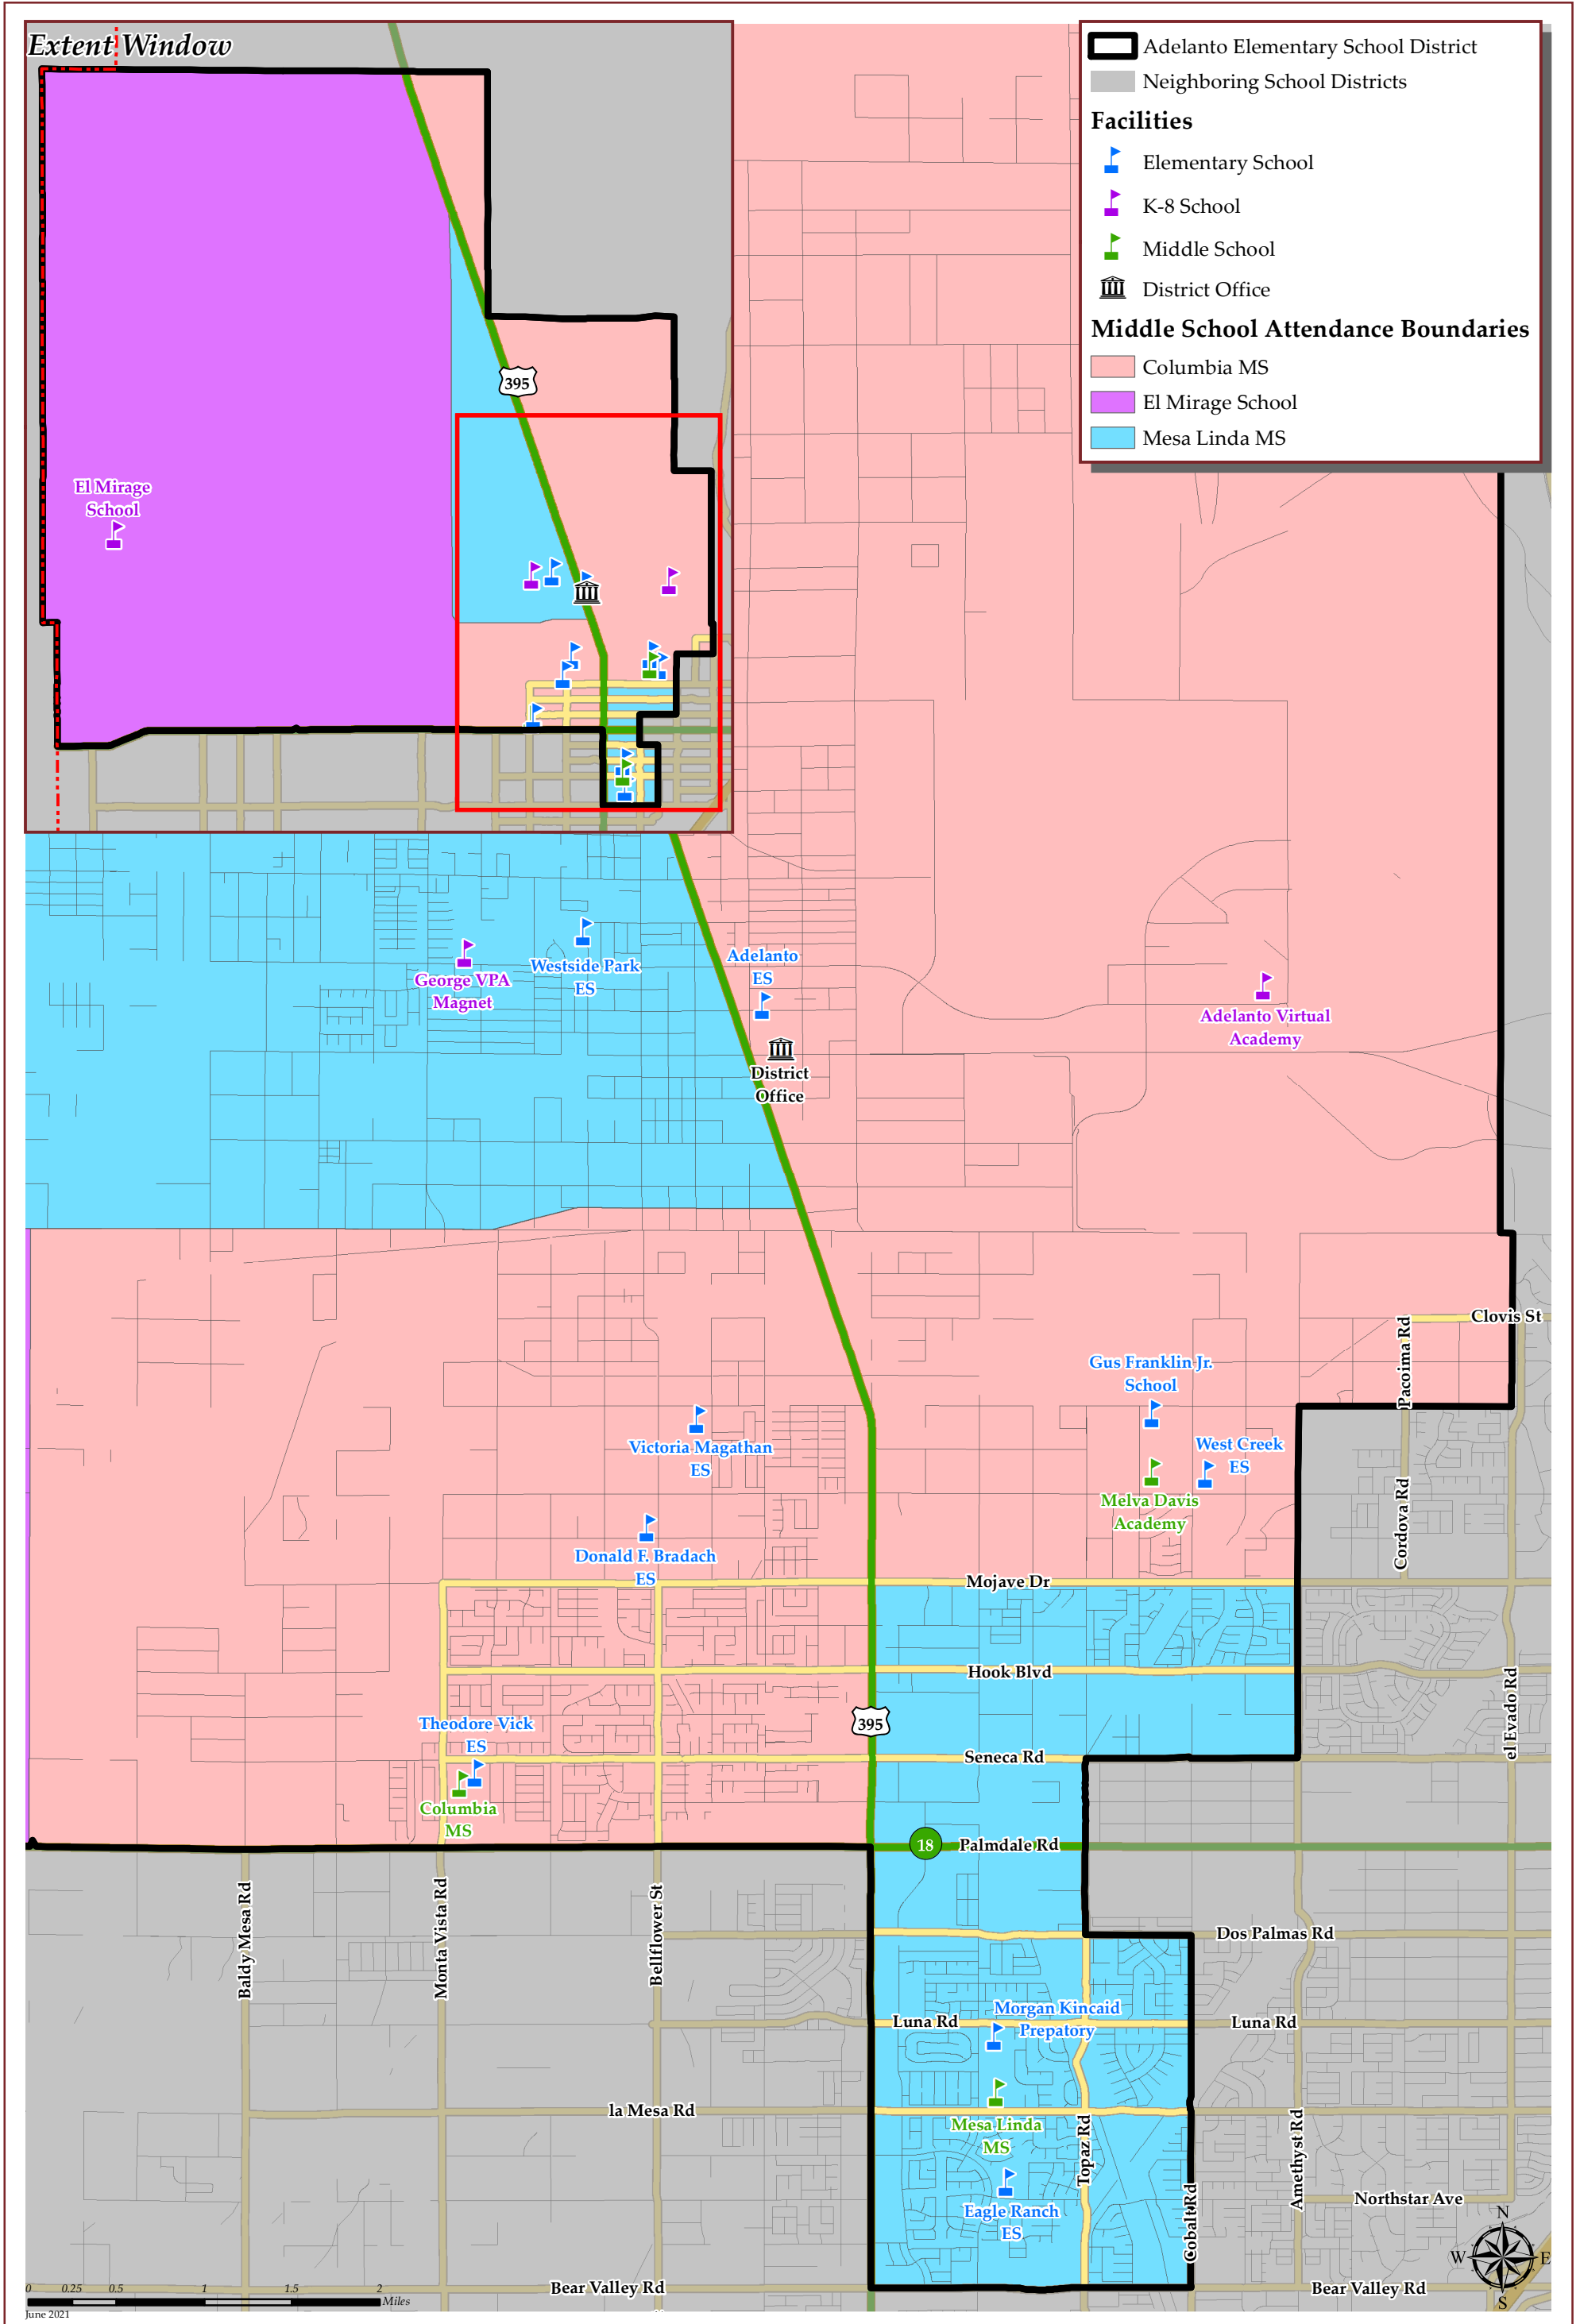 Extent Window
395
El Mirage
School
Adelanto Elementary School District
Neighboring School Districts
Facilities
Elementary School
K-8 School
Middle School
District Office
Middle School Attendance Boundaries
Columbia MS
El Mirage School
Mesa Linda MS
George VPA
Magnet
Westside Park
ES
Adelanto
ES
District
Office
Adelanto Virtual
Academy
Clovis St
Pacoima Rd
Gus Franklin Jr.
School
West Creek
ES
Melva Davis
Academy
Victoria Magathan
ES
Donald F. Bradach
ES
Cordova Rd
Mojave Dr
Hook Blvd
el Evado Rd
395
Theodore Vick
ES
Seneca Rd
Columbia
MS
18
Palmdale Rd
Baldy Mesa Rd
Monta Vista Rd
Bellflower St
Dos Palmas Rd
Morgan Kincaid
Prepatory
Luna Rd
Luna Rd
la Mesa Rd
Mesa Linda
MS
Topaz Rd
Amethyst Rd
Cobalt Rd
Eagle Ranch
ES
Northstar Ave
N
W
E
S
0 0.25 0.5 1 1.5 2
Miles
Bear Valley Rd
Bear Valley Rd
June 2021